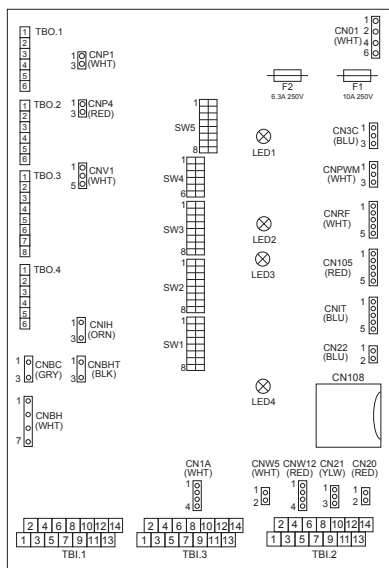 TBO.1
1
2
3
4
5
6
CNP1
(WHT)
1
3
CN01
(WHT)
1
2
4
6
F2
6.3A 250V
F1
10A 250V
TBO.2
1
2
3
4
5
6
CNP4
(RED)
1
3
SW5
1
8
LED1
CN3C
(BLU)
1
3
TBO.3
1
2
3
4
5
6
7
8
CNV1
(WHT)
1
5
SW4
1
6
CNPWM
(WHT)
1
3
SW3
1
8
LED2
CNRF
(WHT)
1
5
TBO.4
1
2
3
4
5
6
SW2
1
8
LED3
CN105
(RED)
1
5
CNIH
(ORN)
1
3
SW1
1
8
CNIT
(BLU)
1
5
CNBC
(GRY)
1
3
CNBHT
(BLK)
1
3
CN22
(BLU)
1
2
CNBH
(WHT)
1
7
LED4
CN108
CN1A
(WHT)
1
4
CNW5
(WHT)
1
2
CNW12
(RED)
1
4
CN21
(YLW)
1
3
CN20
(RED)
1
2
2 4 6 8 10 12 14
1 3 5 7 9 11 13
TBI.1
2 4 6 8 10 12 14
1 3 5 7 9 11 13
TBI.3
2 4 6 8 10 12 14
1 3 5 7 9 11 13
TBI.2